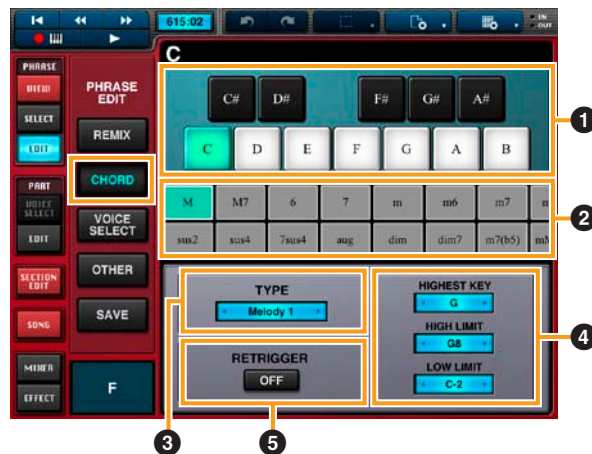 615:02
IN
OUT
C
PHRASE
VIEW
SELECT
EDIT
PHRASE
EDIT
REMIX
CHORD
VOICE
SELECT
OTHER
SAVE
F
PART
VOICE
SELECT
EDIT
SECTION
EDIT
SONG
MIXER
EFFECT
C# D# F# G# A#
C D E F G A B
1
M M7 6 7 m m6 m7
sus2 sus4 7sus4 aug dim dim7 m7(b5)
2
TYPE
Melody 1
RETRIGGER
OFF
HIGHEST KEY
G
HIGH LIMIT
G8
LOW LIMIT
C-2
4
3 5